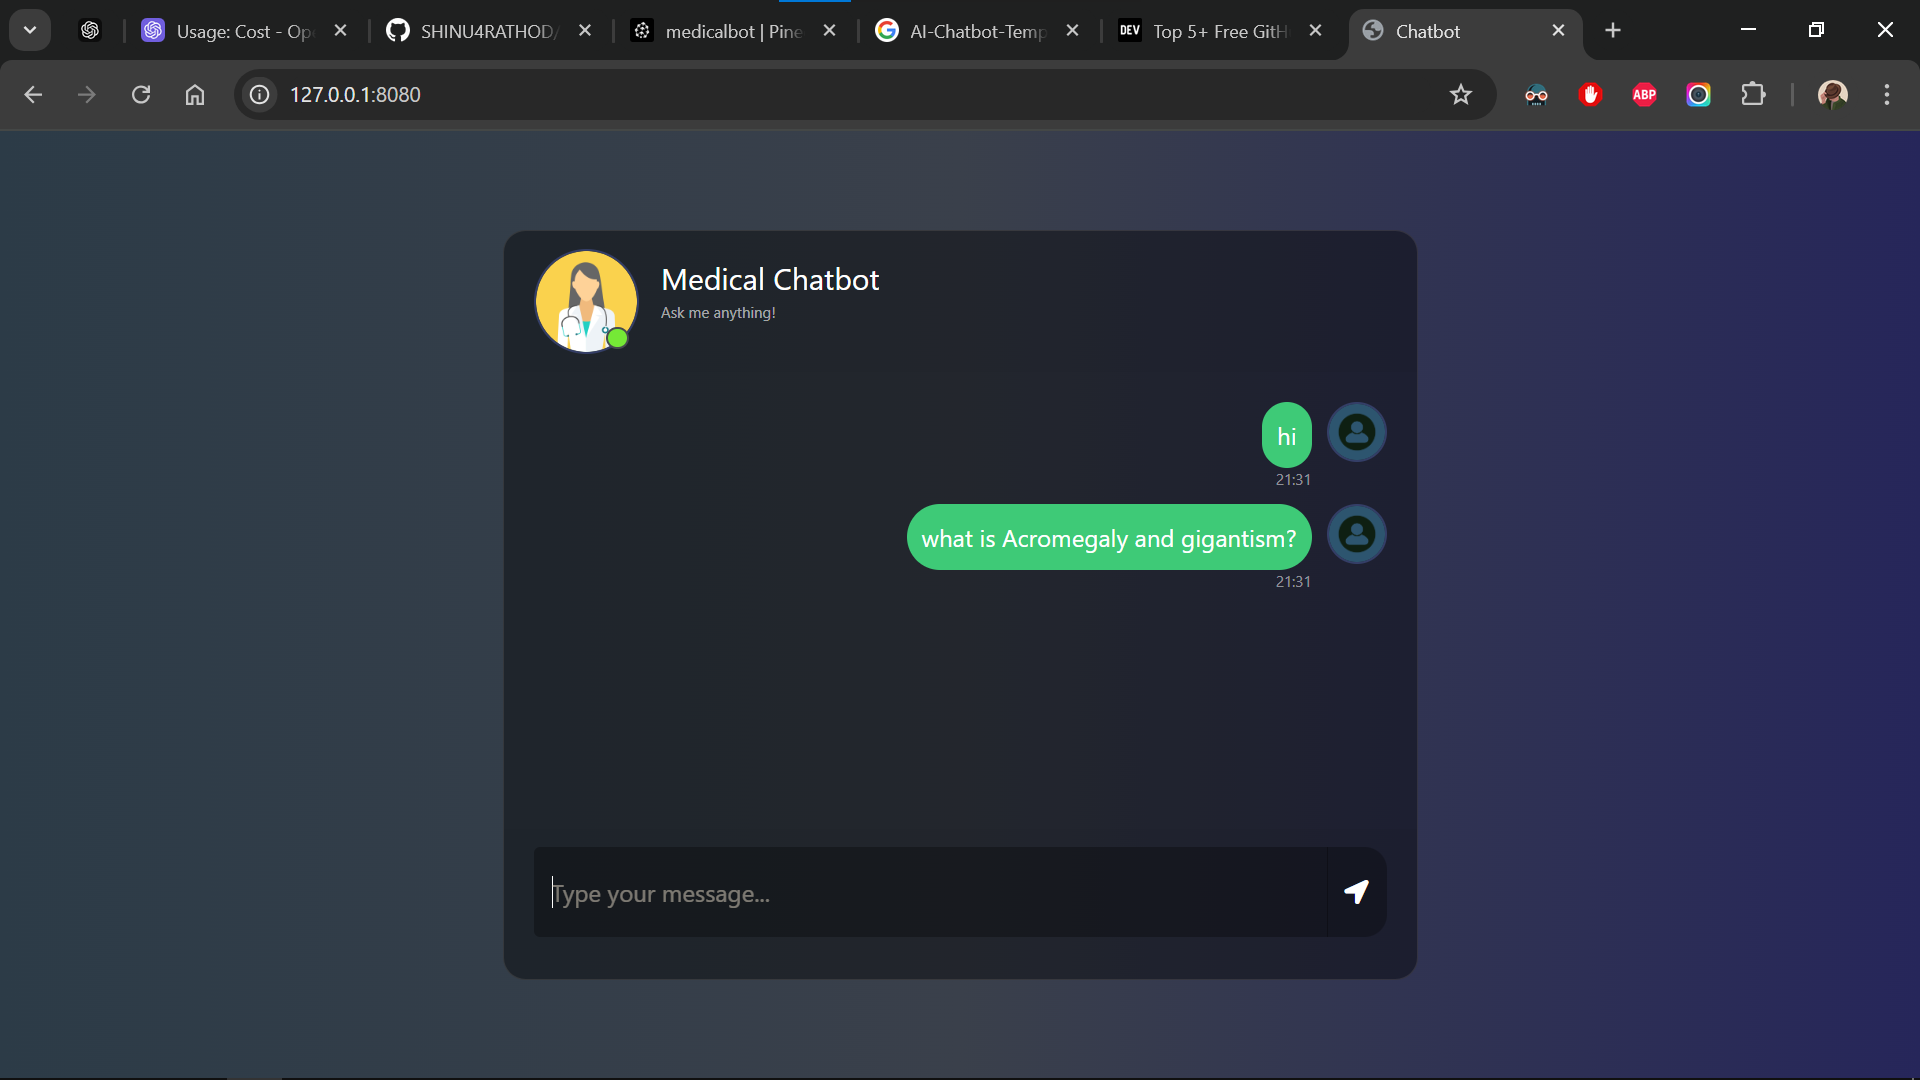 Usage: Cost - Op
SHINU4RATHOD/
medicalbot | Pine
AI-Chatbot-Temp
DEV
Top 5+ Free GitH
Chatbot
127.0.0.1:8080
ABP
Medical Chatbot
Ask me anything!
hi
21:31
what is Acromegaly and gigantism?
21:31
Type your message...